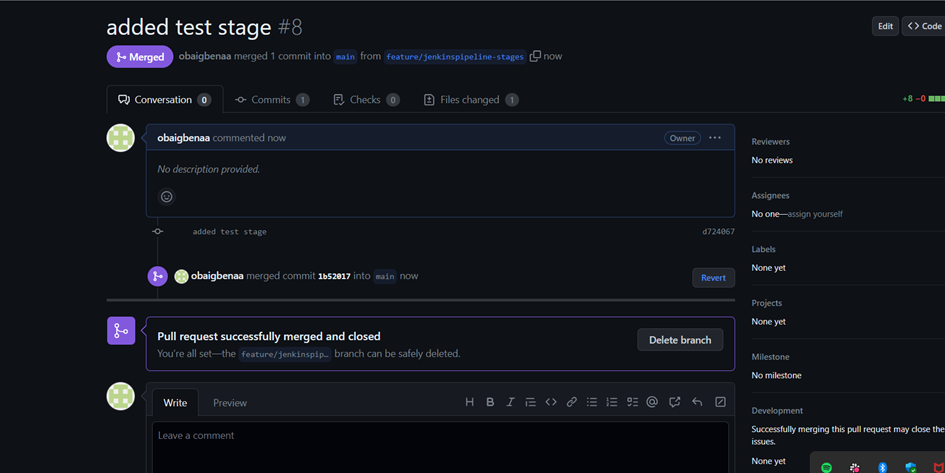 added test stage #8
Edit
<> Code
Merged
obaigbenaa merged 1 commit into main from feature/jenkinspipeline-stages now
Conversation 0
Commits 1
Checks 0
Files changed 1
+8 −0
obaigbenaa commented now
Owner
No description provided.
added test stage
d724067
obaigbenaa merged commit 1b52017 into main now
Revert
Pull request successfully merged and closed
You're all set—the feature/jenkinspip… branch can be safely deleted.
Delete branch
Write
Preview
Leave a comment
Reviewers
No reviews
Assignees
No one—assign yourself
Labels
None yet
Projects
None yet
Milestone
No milestone
Development
Successfully merging this pull request may close the
issues.
None yet